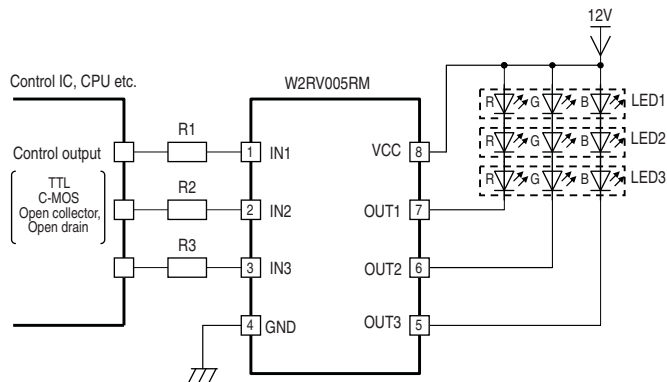 12V
Control IC, CPU etc.
W2RV005RM
R G B LED1
R1
Control output
1 IN1
VCC 8
R G B LED2
TTL
C-MOS
Open collector,
Open drain
R G B LED3
R2
2 IN2
OUT1 7
R3
3 IN3
OUT2 6
4 GND
OUT3 5